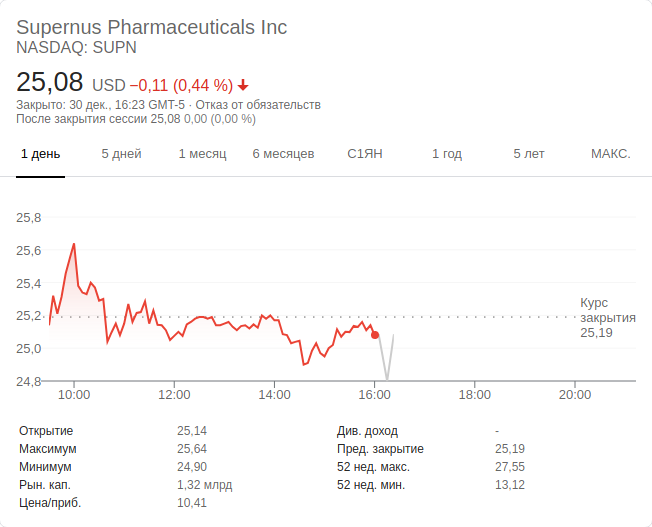 Supernus Pharmaceuticals Inc
NASDAQ: SUPN
25,08 USD −0,11 (0,44 %)
Закрыто: 30 дек., 16:23 GMT-5 · Отказ от обязательств
После закрытия сессии 25,08 0,00 (0,00 %)
1 день 5 дней 1 месяц 6 месяцев С1ЯН 1 год 5 лет МАКС.
25,8
25,6
25,4
25,2
25,0
24,8
Курс
закрытия
25,19
10:00 12:00 14:00 16:00 18:00 20:00
Открытие 25,14 Див. доход -
Максимум 25,64 Пред. закрытие 25,19
Минимум 24,90 52 нед. макс. 27,55
Рын. кап. 1,32 млрд 52 нед. мин. 13,12
Цена/приб. 10,41